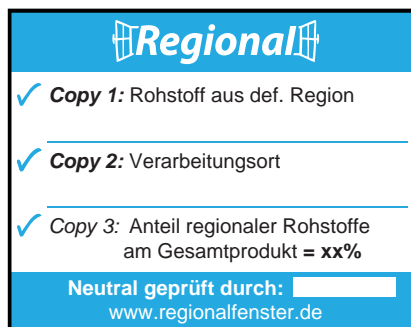 Regional
Copy 1: Rohstoff aus def. Region
Copy 2: Verarbeitungsort
Copy 3: Anteil regionaler Rohstoffe
am Gesamtprodukt = xx%
Neutral geprüft durch:
www.regionalfenster.de